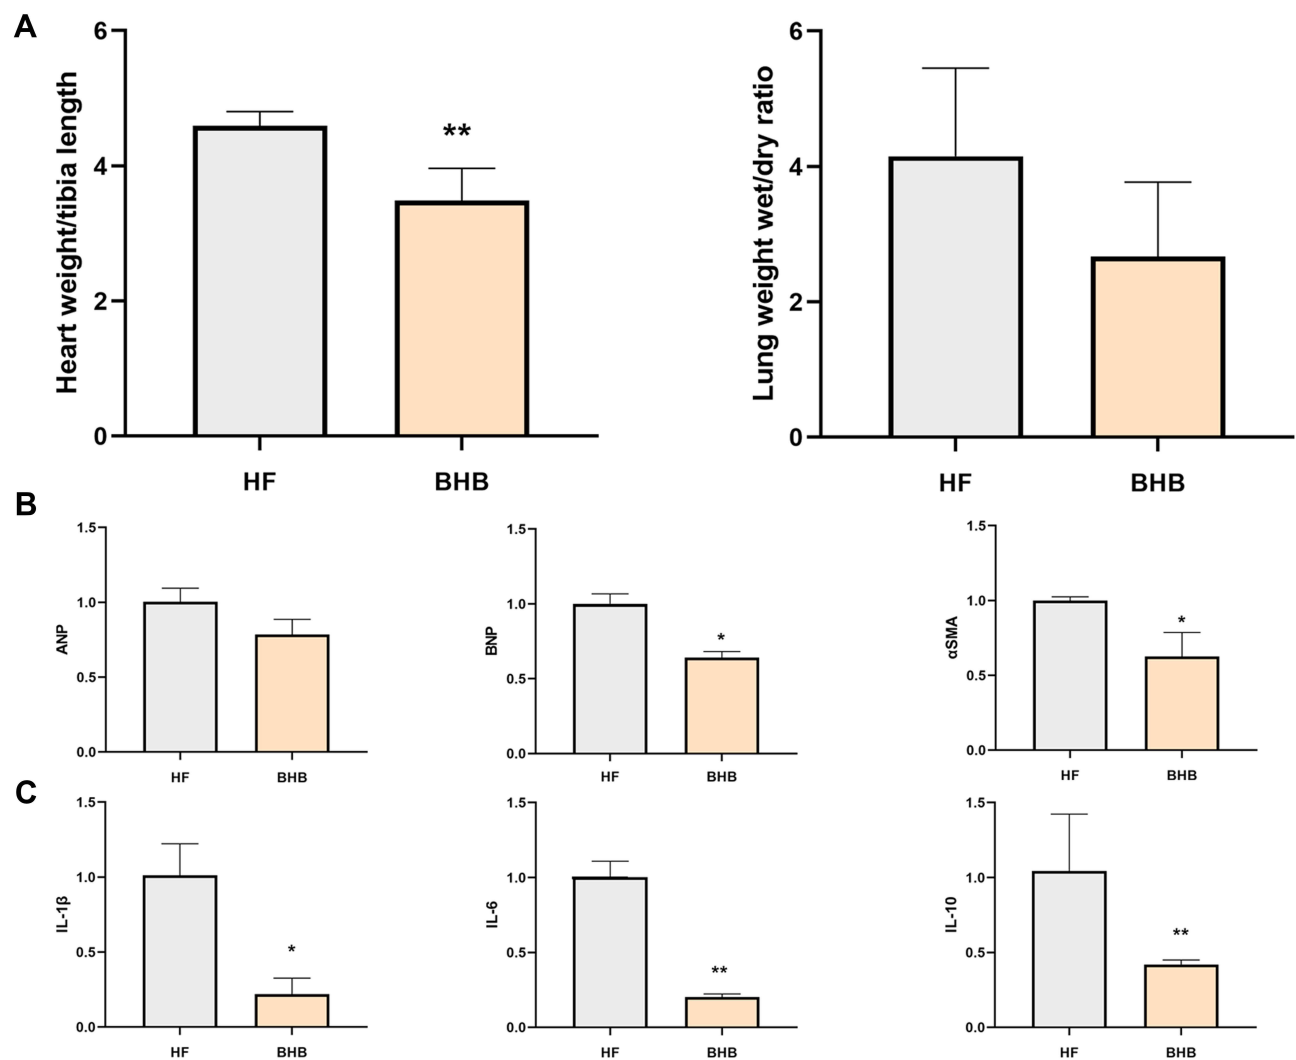 A
Heart weight/tibia length
6
4
2
0
**
HF
BHB
Lung weight wet/dry ratio
6
4
2
0
HF
BHB
B
ANP
1.5
1.0
0.5
0.0
HF
BHB
BNP
1.5
1.0
0.5
0.0
*
HF
BHB
αSMA
1.5
1.0
0.5
0.0
*
HF
BHB
C
IL-1β
1.5
1.0
0.5
0.0
*
HF
BHB
IL-6
1.5
1.0
0.5
0.0
**
HF
BHB
IL-10
1.5
1.0
0.5
0.0
**
HF
BHB